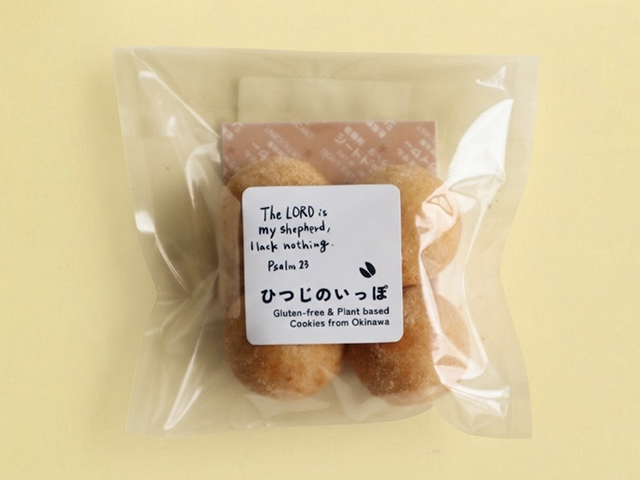 The LORD is
my shepherd,
I lack nothing.
Psalm 23
ひつじのいっぽ
Gluten-free & Plant based
Cookies from Okinawa